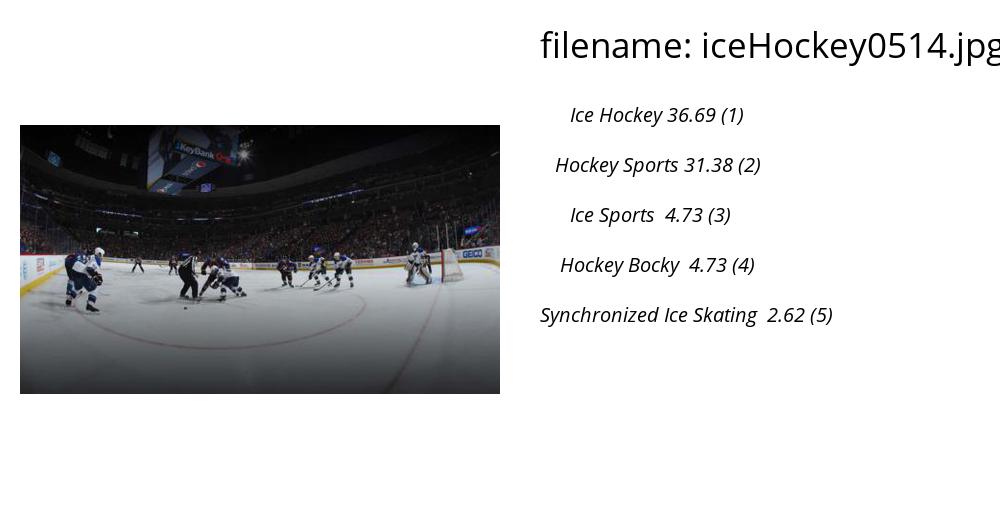 filename: iceHockey0514.jpg
Ice Hockey 36.69 (1)
Hockey Sports 31.38 (2)
Ice Sports 4.73 (3)
Hockey Bocky 4.73 (4)
Synchronized Ice Skating 2.62 (5)
KeyBank
GEICO